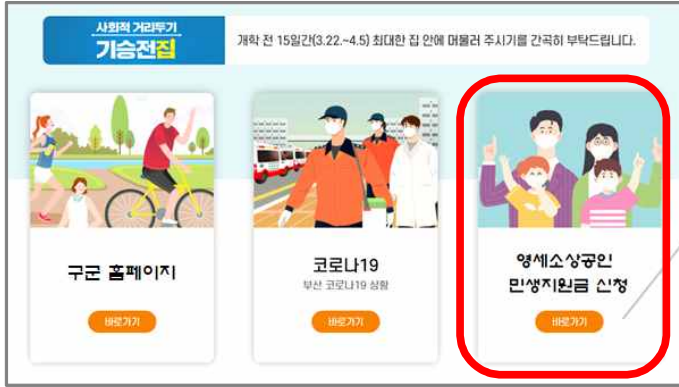 사회적 거리두기
기승전집
개학 전 15일간(3.22.~4.5) 최대한 집 안에 머물러 주시기를 간곡히 부탁드립니다.
구군 홈페이지
바로가기
코로나19
부산 코로나19 상황
바로가기
영세소상공인
민생지원금 신청
바로가기